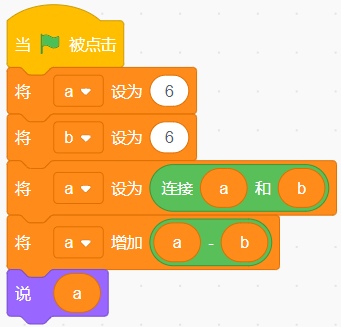 当 被点击
将 a 设为 6
将 b 设为 6
将 a 设为 连接 a 和 b
将 a 增加 a - b
说 a